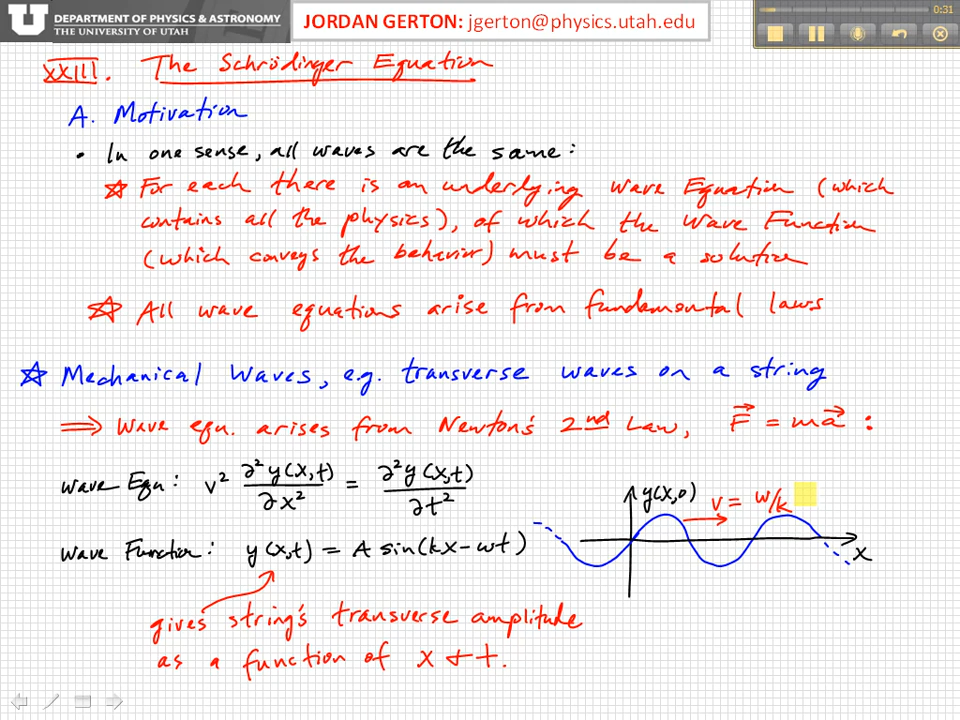 U DEPARTMENT OF PHYSICS & ASTRONOMY
THE UNIVERSITY OF UTAH
JORDAN GERTON: jgerton@physics.utah.edu
0:31
XXIII. The Schrödinger Equation
A. Motivation
• In one sense, all waves are the same:
☆ For each there is an underlying Wave Equation (which
contains all the physics), of which the Wave Function
(which conveys the behavior) must be a solution
☆ All wave equations arise from fundamental laws
☆ Mechanical Waves, e.g. transverse waves on a string
⇒ Wave eqn. arises from Newton's 2nd Law, F⃗ = ma⃗ :
Wave Eqn: v² ∂²y(x,t)/∂x² = ∂²y(x,t)/∂t²
y(x,0) v = ω/k
x
Wave Function: y(x,t) = A sin(kx-ωt)
gives string's transverse amplitude
as a function of x + t.